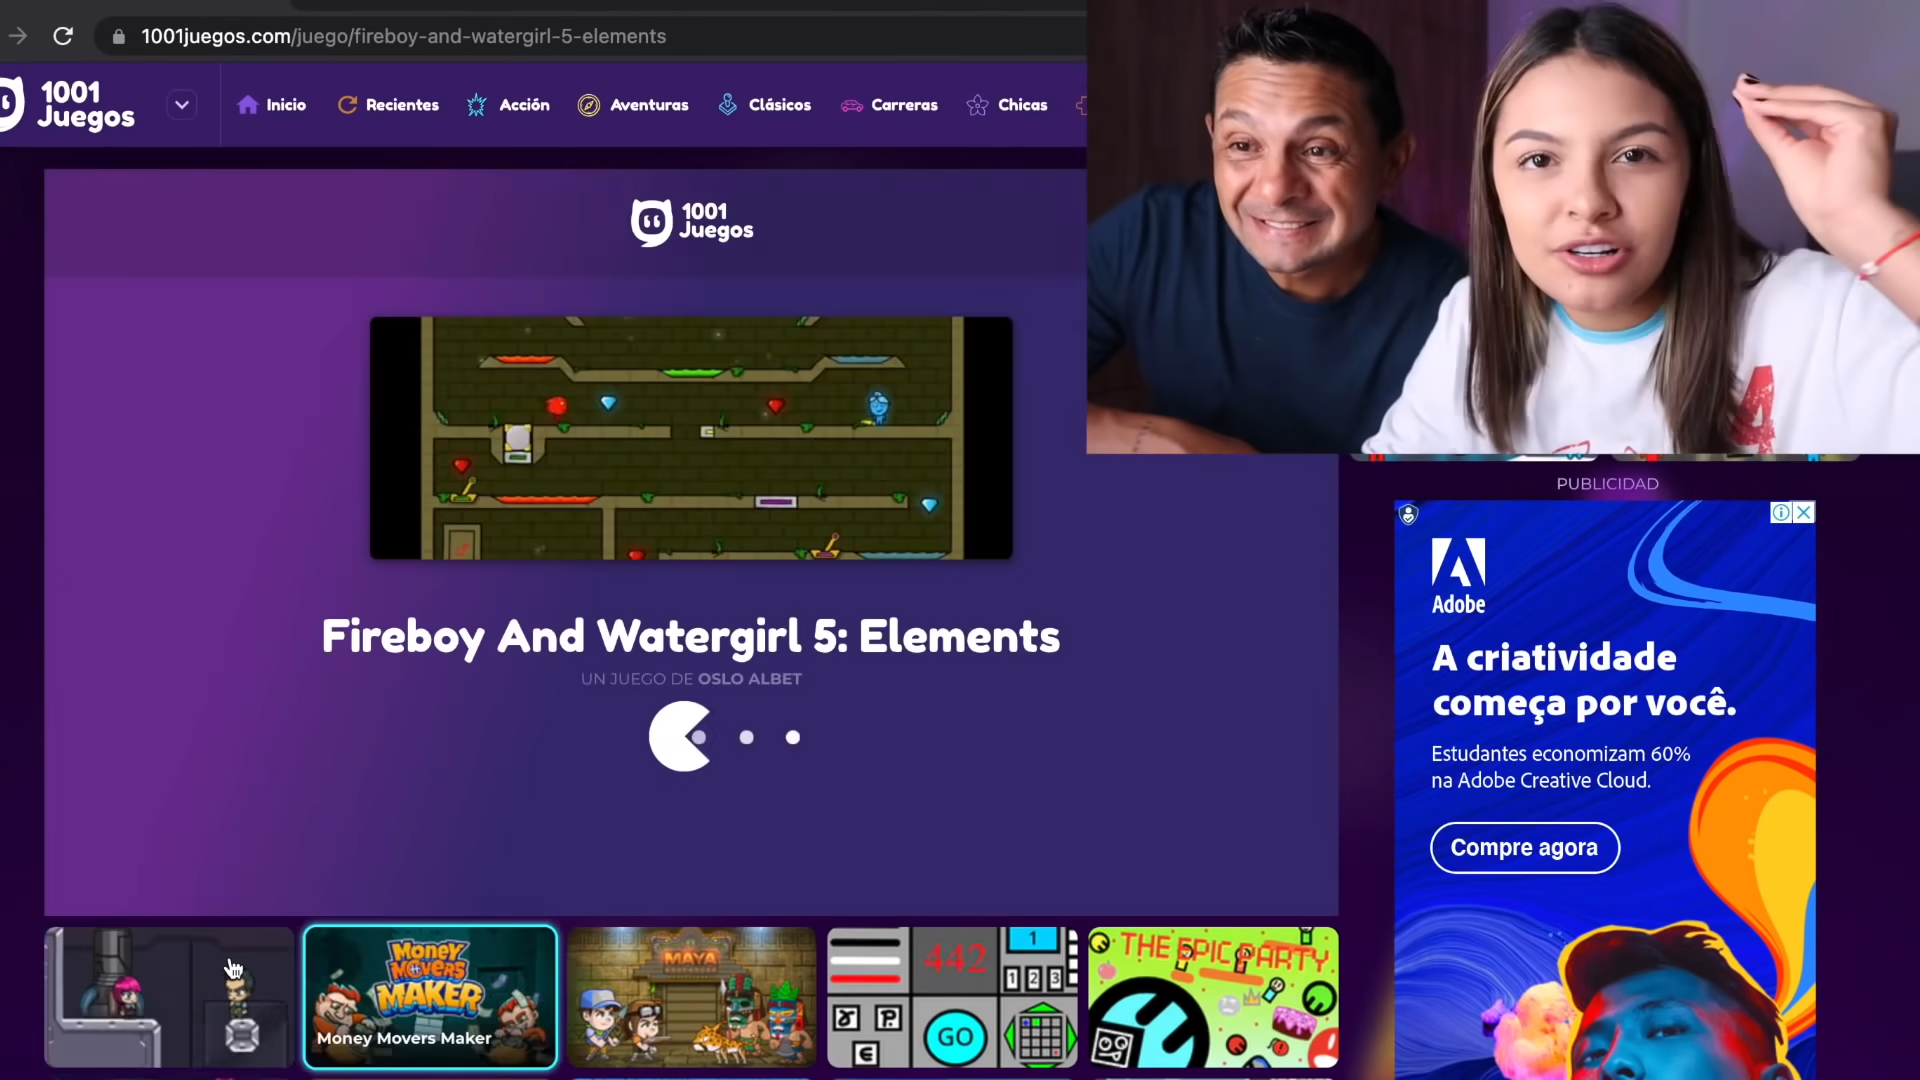 1001juegos.com/juego/fireboy-and-watergirl-5-elements
1001
Juegos
Inicio
Recientes
Acción
Aventuras
Clásicos
Carreras
Chicas
1001
Juegos
Fireboy And Watergirl 5: Elements
UN JUEGO DE OSLO ALBET
PUBLICIDAD
Adobe
A criatividade
começa por você.
Estudantes economizam 60%
na Adobe Creative Cloud.
Compre agora
MONEY
MOVERS
MAKER
Money Movers Maker
MAYA
442
1
1 2 3
P
GO
THE EPIC PARTY